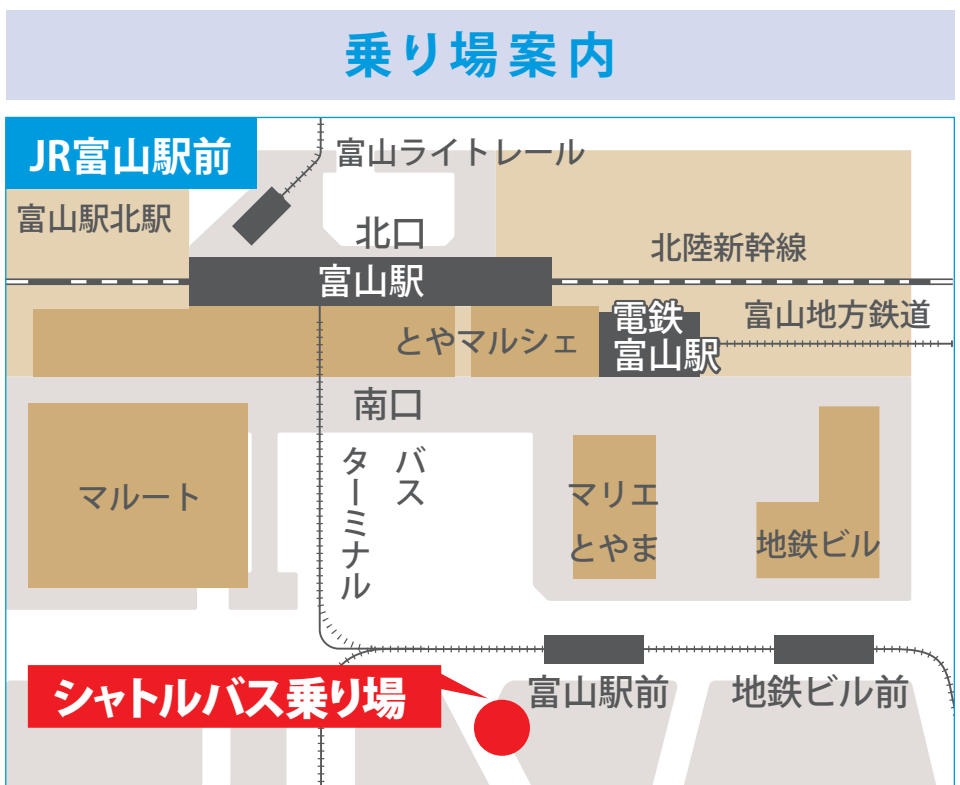 乗り場案内
JR富山駅前
富山ライトレール
富山駅北駅
北口
北陸新幹線
富山駅
電鉄
富山駅
富山地方鉄道
とやマルシェ
南口
バス
ターミナル
マルート
マリエ
とやま
地鉄ビル
シャトルバス乗り場
富山駅前
地鉄ビル前